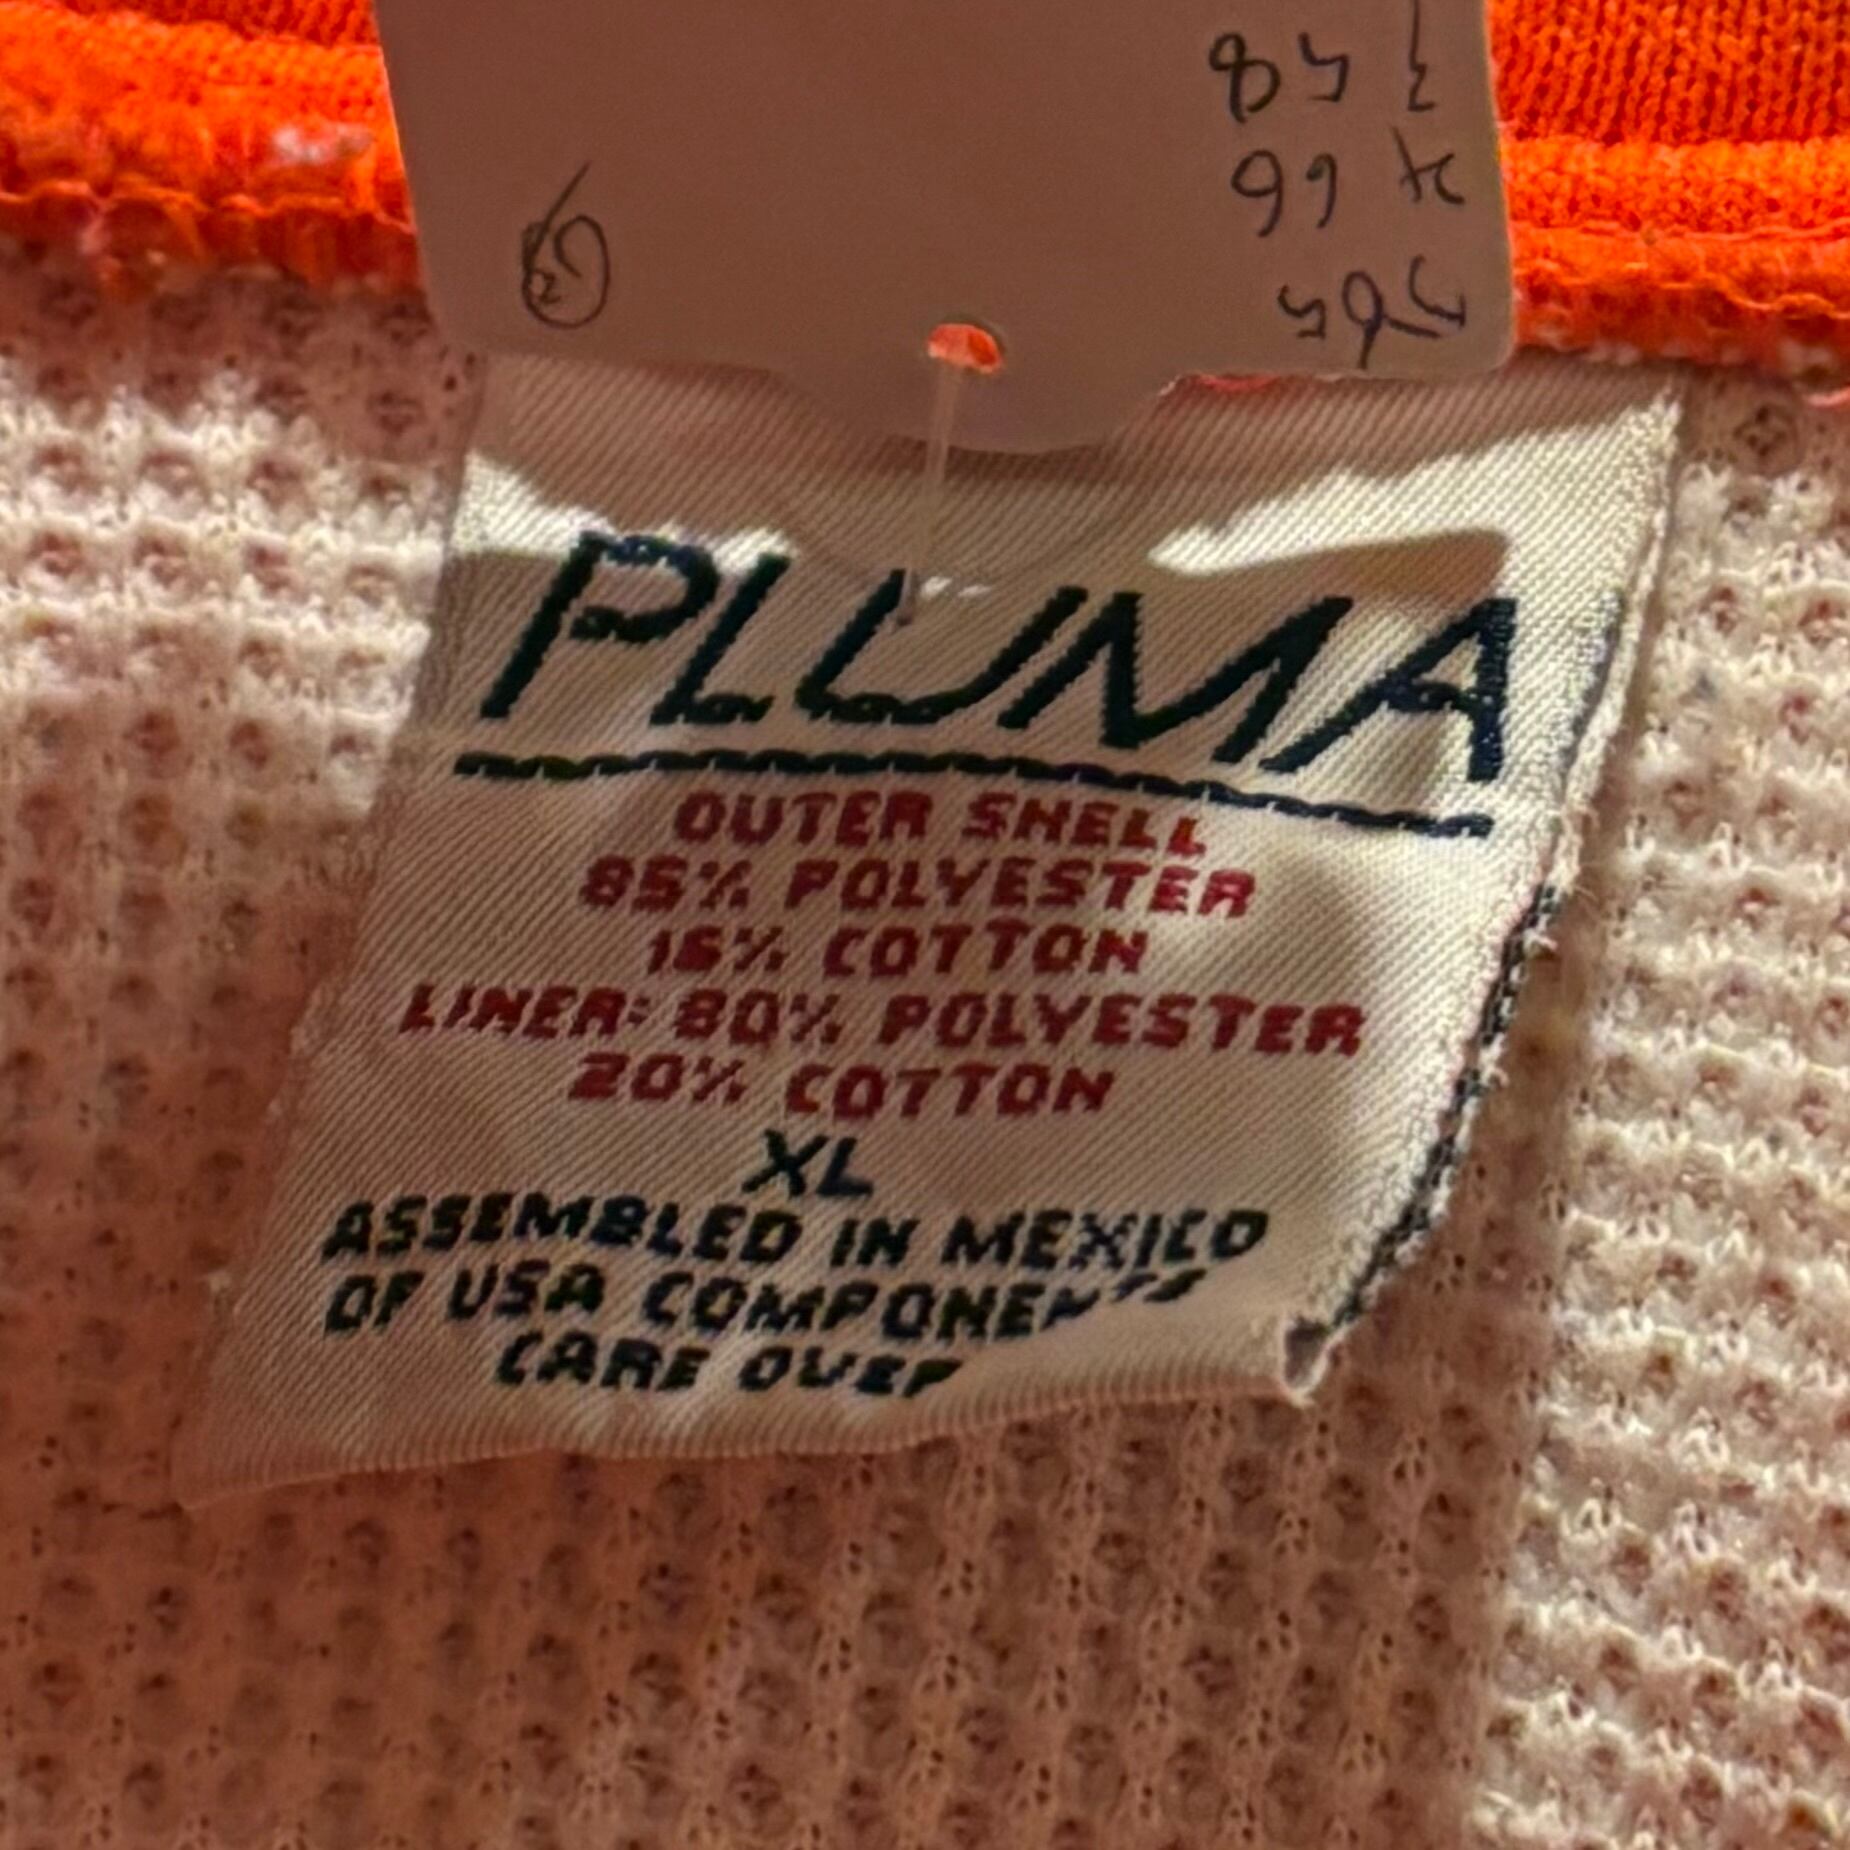 PLUMA
OUTER SHELL
85% POLYESTER
15% COTTON
LINER: 80% POLYESTER
20% COTTON
XL
ASSEMBLED IN MEXICO
OF USA COMPONENTS
CARE OVER